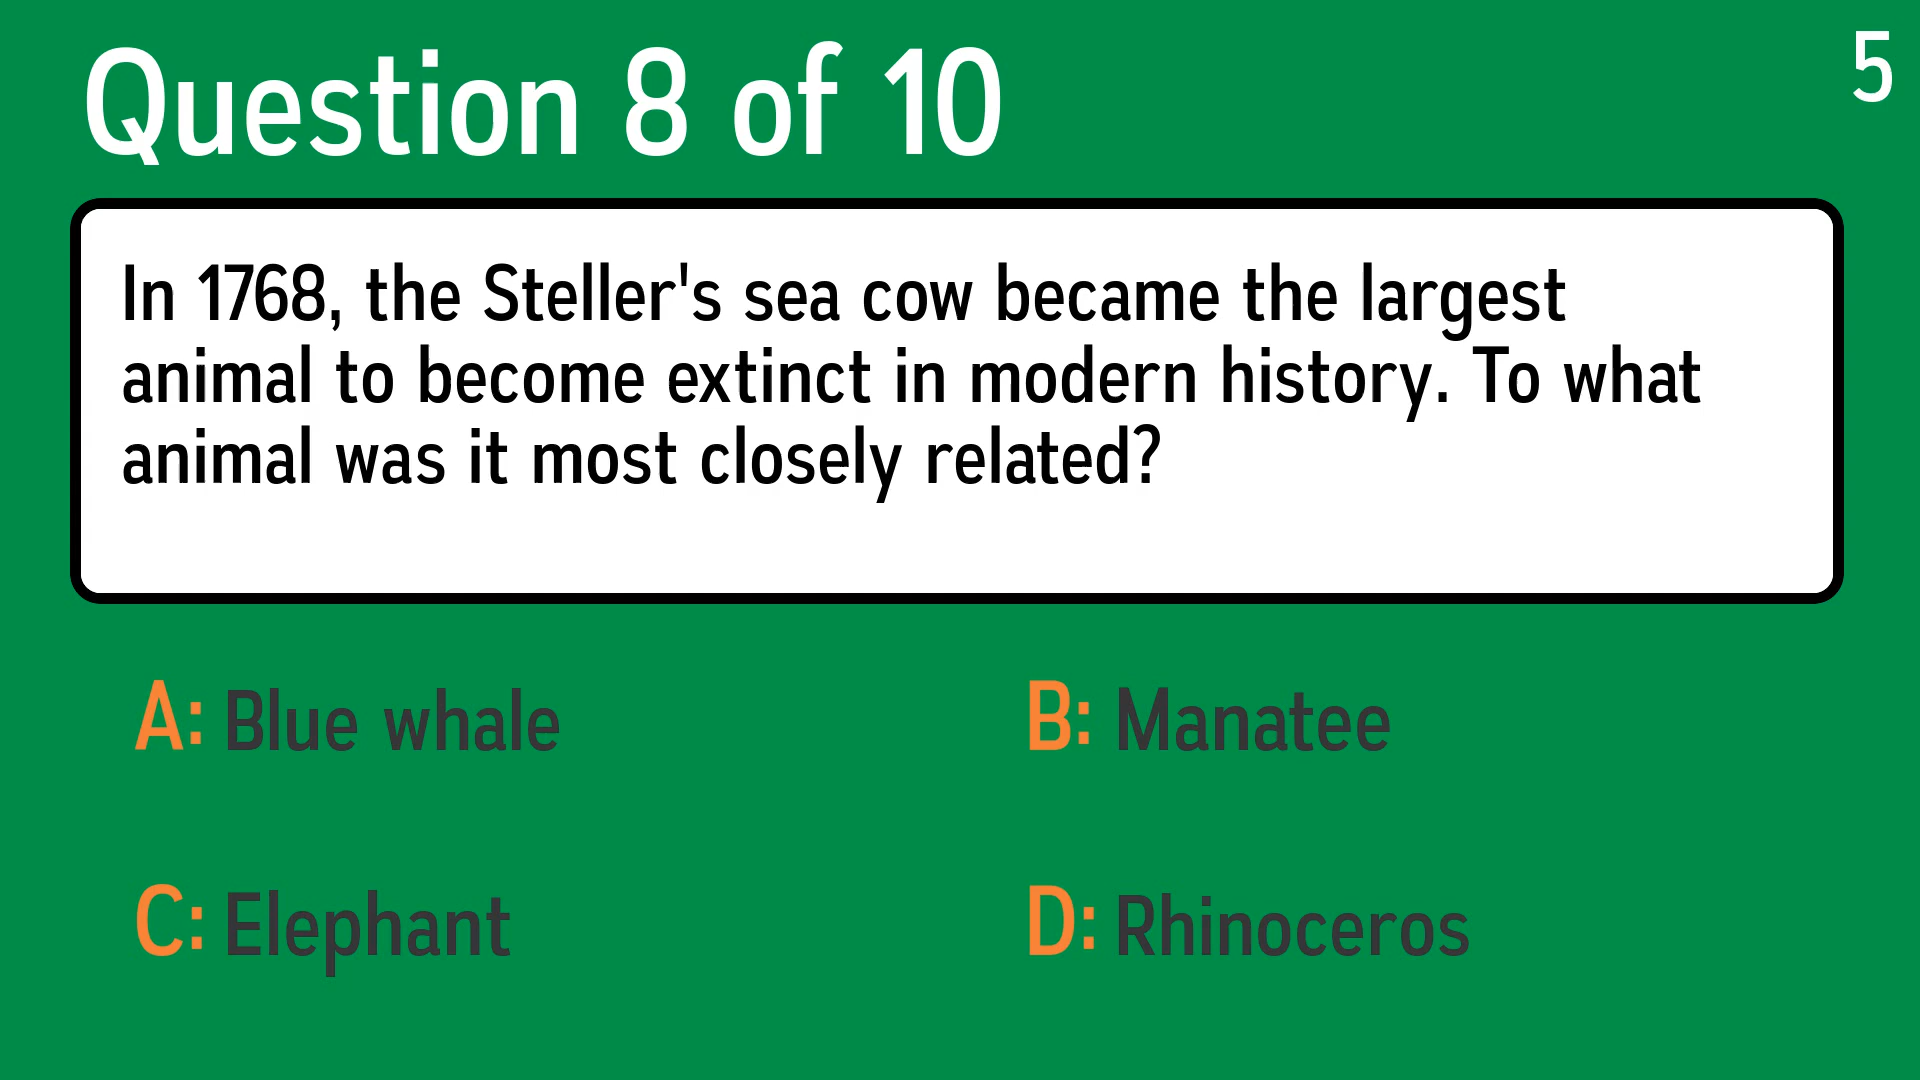 Question 8 of 10
5
In 1768, the Steller's sea cow became the largest
animal to become extinct in modern history. To what
animal was it most closely related?
A: Blue whale
B: Manatee
C: Elephant
D: Rhinoceros